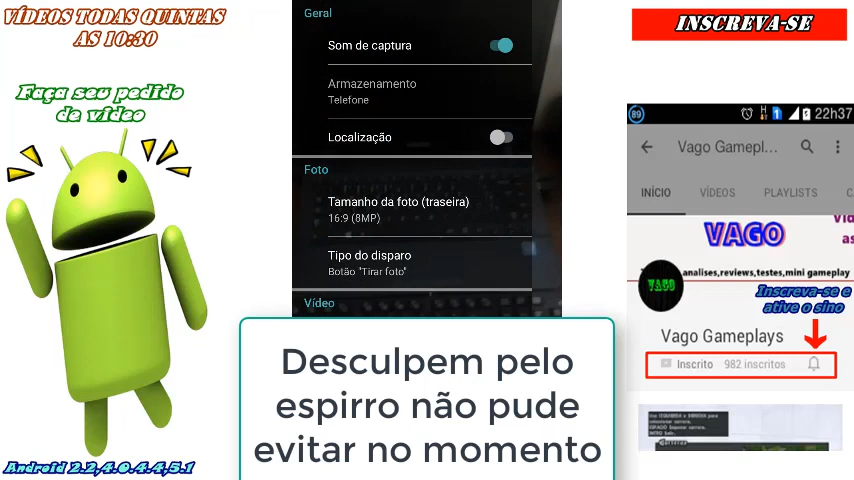 VÍDEOS TODAS QUINTAS
AS 10:30
Faça seu pedido
de vídeo
Android 2.2,4.0.4.4,5.1
Geral
Som de captura
Armazenamento
Telefone
Localização
Foto
Tamanho da foto (traseira)
16:9 (8MP)
Tipo do disparo
Botão "Tirar foto"
Vídeo
Desculpem pelo
espirro não pude
evitar no momento
INSCREVA-SE
89 H 1 22h37
Vago Gamepl...
INÍCIO VÍDEOS PLAYLISTS C
VAGO
analises,reviews,testes,mini gameplay
VAGO
Inscreva-se e
ative o sino
Vago Gameplays
Inscrito 982 inscritos